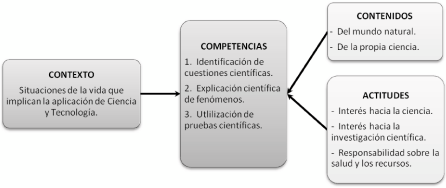 CONTEXTO
Situaciones de la vida que
implican la aplicación de Ciencia
y Tecnología.
COMPETENCIAS
1. Identificación de
cuestiones científicas.
2. Explicación científica
de fenómenos.
3. Utlilización de
pruebas científicas.
CONTENIDOS
- Del mundo natural.
- De la propia ciencia.
ACTITUDES
- Interés hacia la ciencia.
- Interés hacia la
investigación científica.
- Responsabilidad sobre la
salud y los recursos.